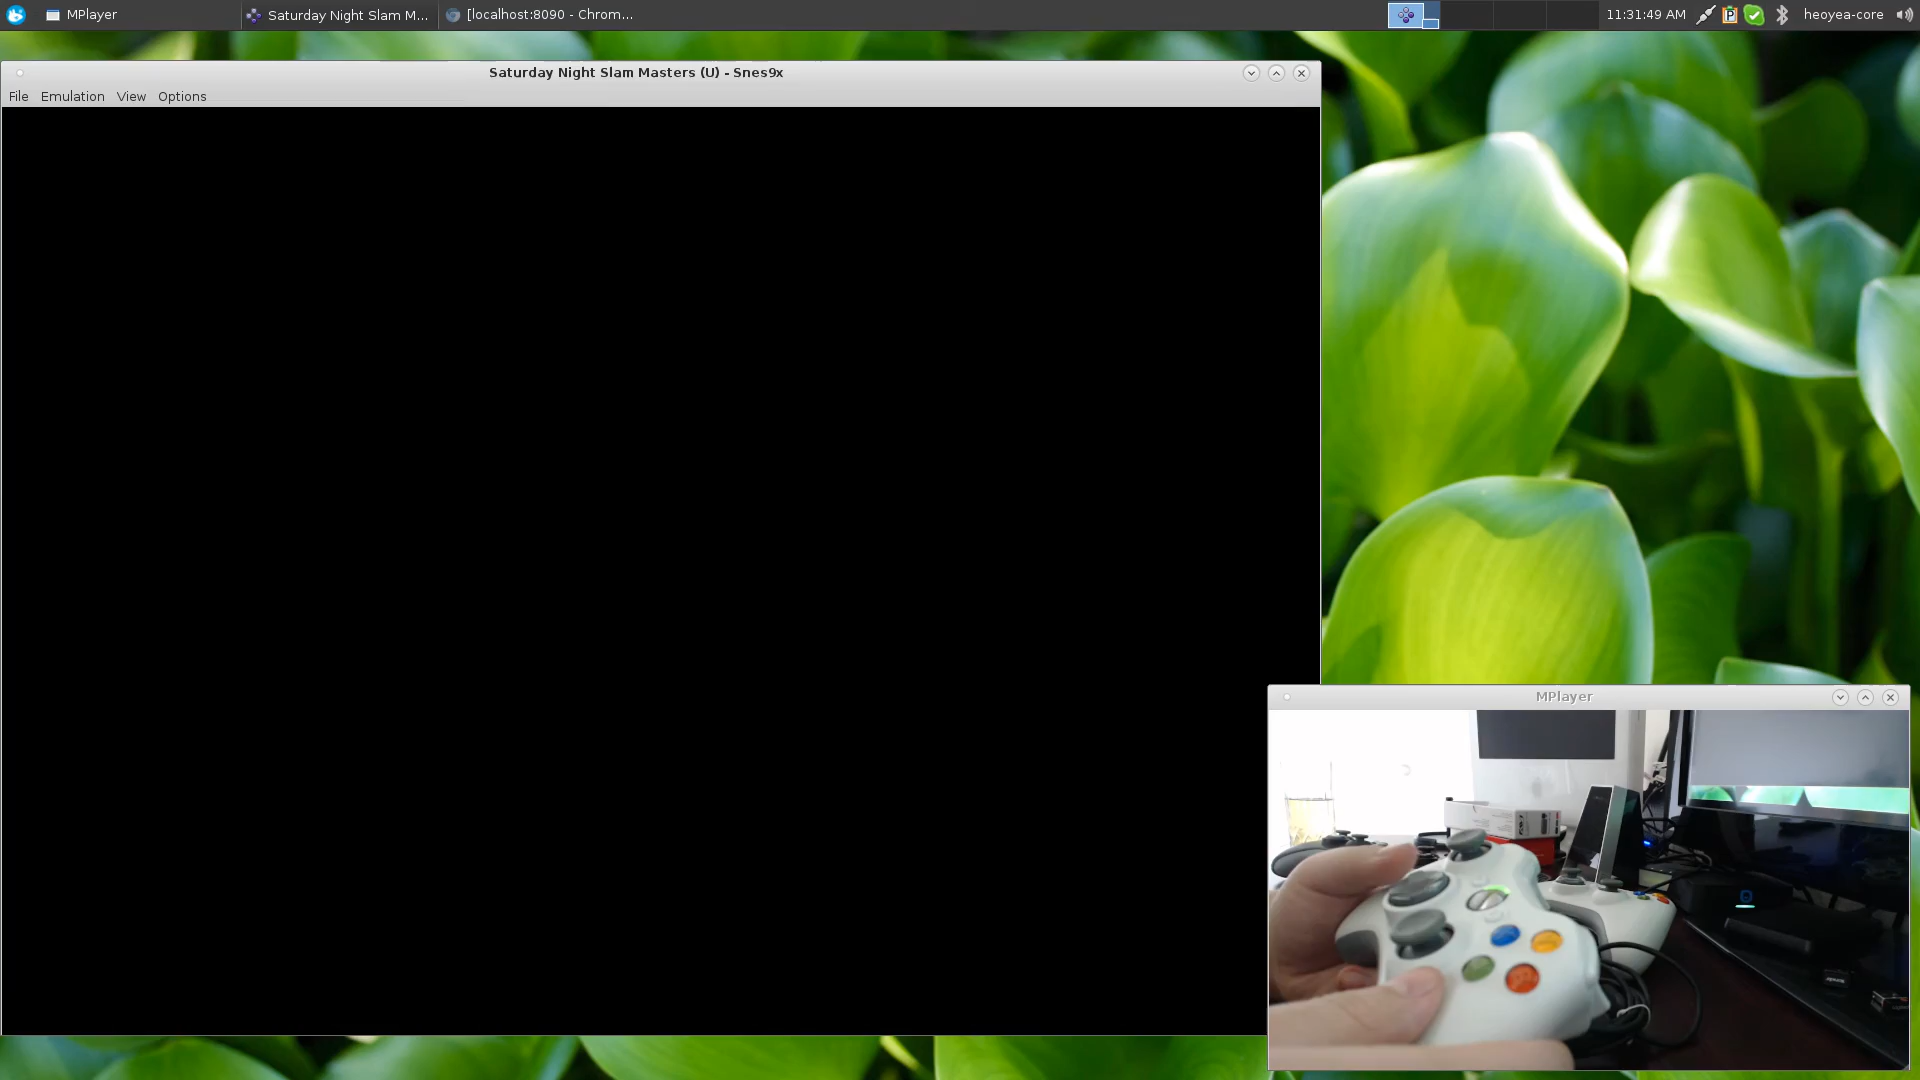 MPlayer
Saturday Night Slam M...
[localhost:8090 - Chrom...
11:31:49 AM
P
heoyea-core
Saturday Night Slam Masters (U) - Snes9x
File Emulation View Options
MPlayer